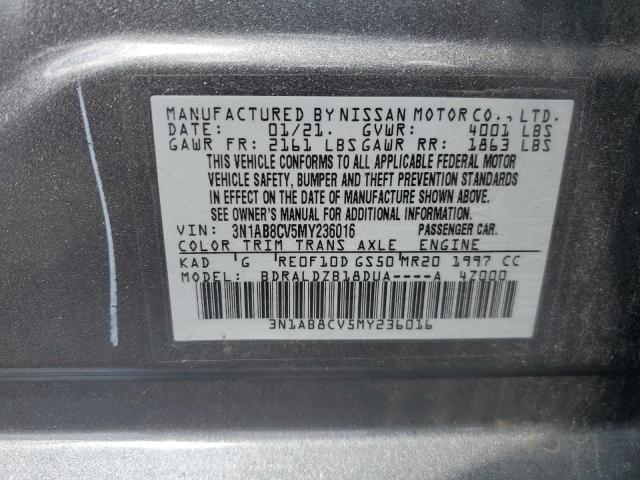 MANUFACTURED BY NISSAN MOTOR CO., LTD.
DATE: 01/21. GVWR: 4001 LBS
GAWR FR: 2161 LBS GAWR RR: 1863 LBS
THIS VEHICLE CONFORMS TO ALL APPLICABLE FEDERAL MOTOR
VEHICLE SAFETY, BUMPER AND THEFT PREVENTION STANDARDS
IN EFFECT ON THE DATE OF MANUFACTURE SHOWN ABOVE.
SEE OWNER'S MANUAL FOR ADDITIONAL INFORMATION.
VIN: 3N1AB8CV5MY236016 PASSENGER CAR.
COLOR TRIM TRANS AXLE ENGINE
KAD G RE0F10D GS50 MR20 1997 CC
MODEL: BDRALDZB18DUA----A 47000
3N1AB8CV5MY236016